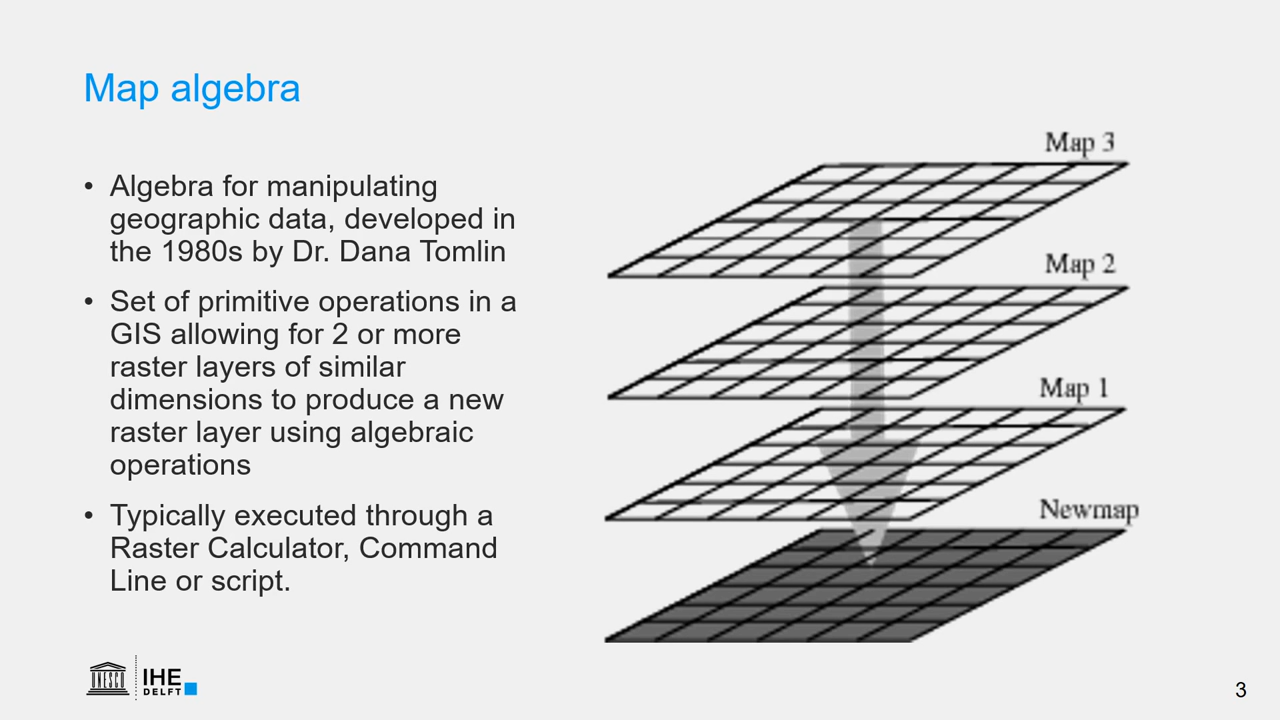 Map algebra
• Algebra for manipulating
geographic data, developed in
the 1980s by Dr. Dana Tomlin
• Set of primitive operations in a
GIS allowing for 2 or more
raster layers of similar
dimensions to produce a new
raster layer using algebraic
operations
• Typically executed through a
Raster Calculator, Command
Line or script.
Map 3
Map 2
Map 1
Newmap
UNESCO
IHE
DELFT
3